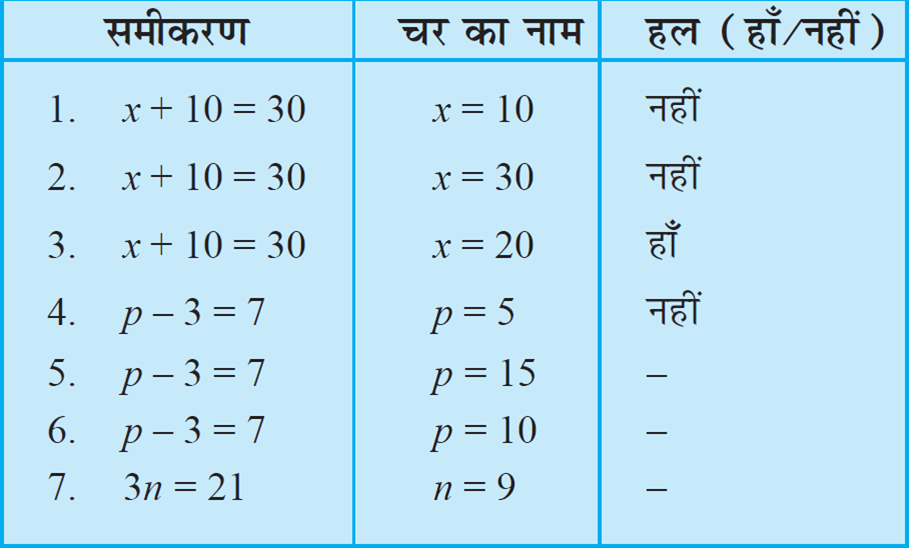 समीकरण चर का नाम हल ( हाँ/नहीं )
1. x + 10 = 30 x = 10 नहीं
2. x + 10 = 30 x = 30 नहीं
3. x + 10 = 30 x = 20 हाँ
4. p – 3 = 7 p = 5 नहीं
5. p – 3 = 7 p = 15 –
6. p – 3 = 7 p = 10 –
7. 3n = 21 n = 9 –